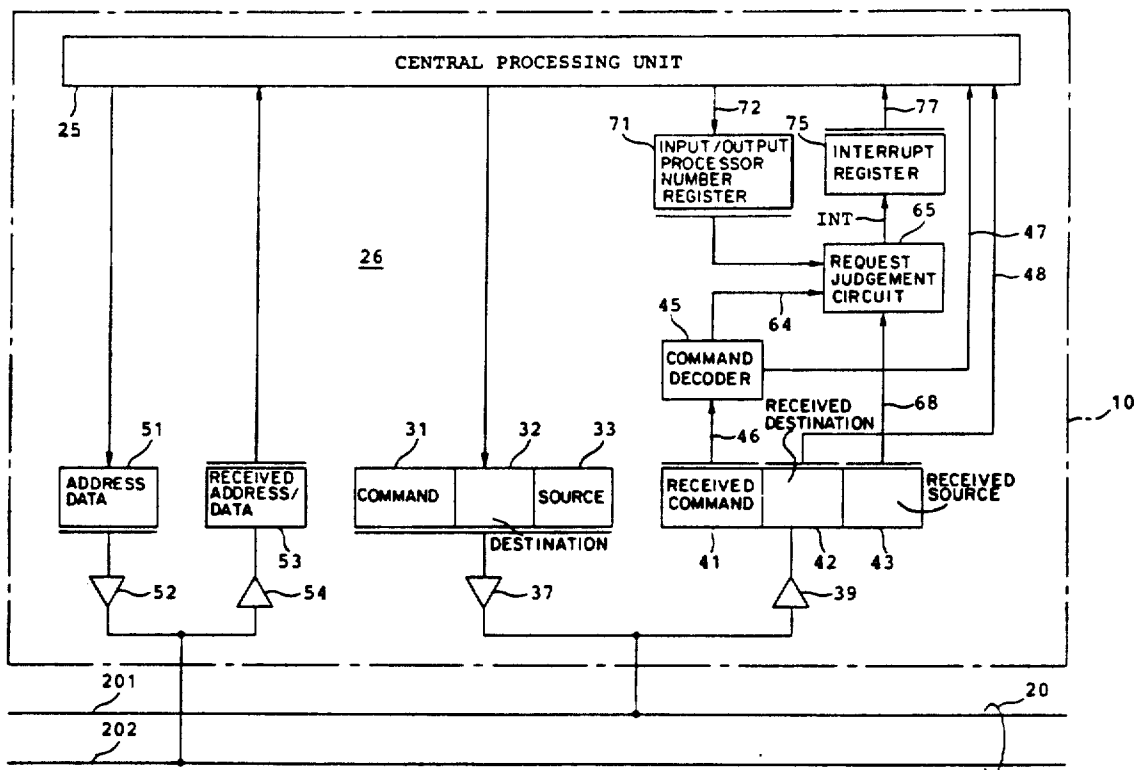 CENTRAL PROCESSING UNIT
25
72
77
71
75
INPUT/OUTPUT
PROCESSOR
NUMBER
REGISTER
INTERRUPT
REGISTER
INT
65
47
26
REQUEST
JUDGEMENT
CIRCUIT
48
45
64
COMMAND
DECODER
68
10
RECEIVED
DESTINATION
46
51
31
32
33
ADDRESS
DATA
RECEIVED
ADDRESS/
DATA
COMMAND
SOURCE
RECEIVED
COMMAND
RECEIVED
SOURCE
53
DESTINATION
41
42
43
52
54
37
39
201
20
202